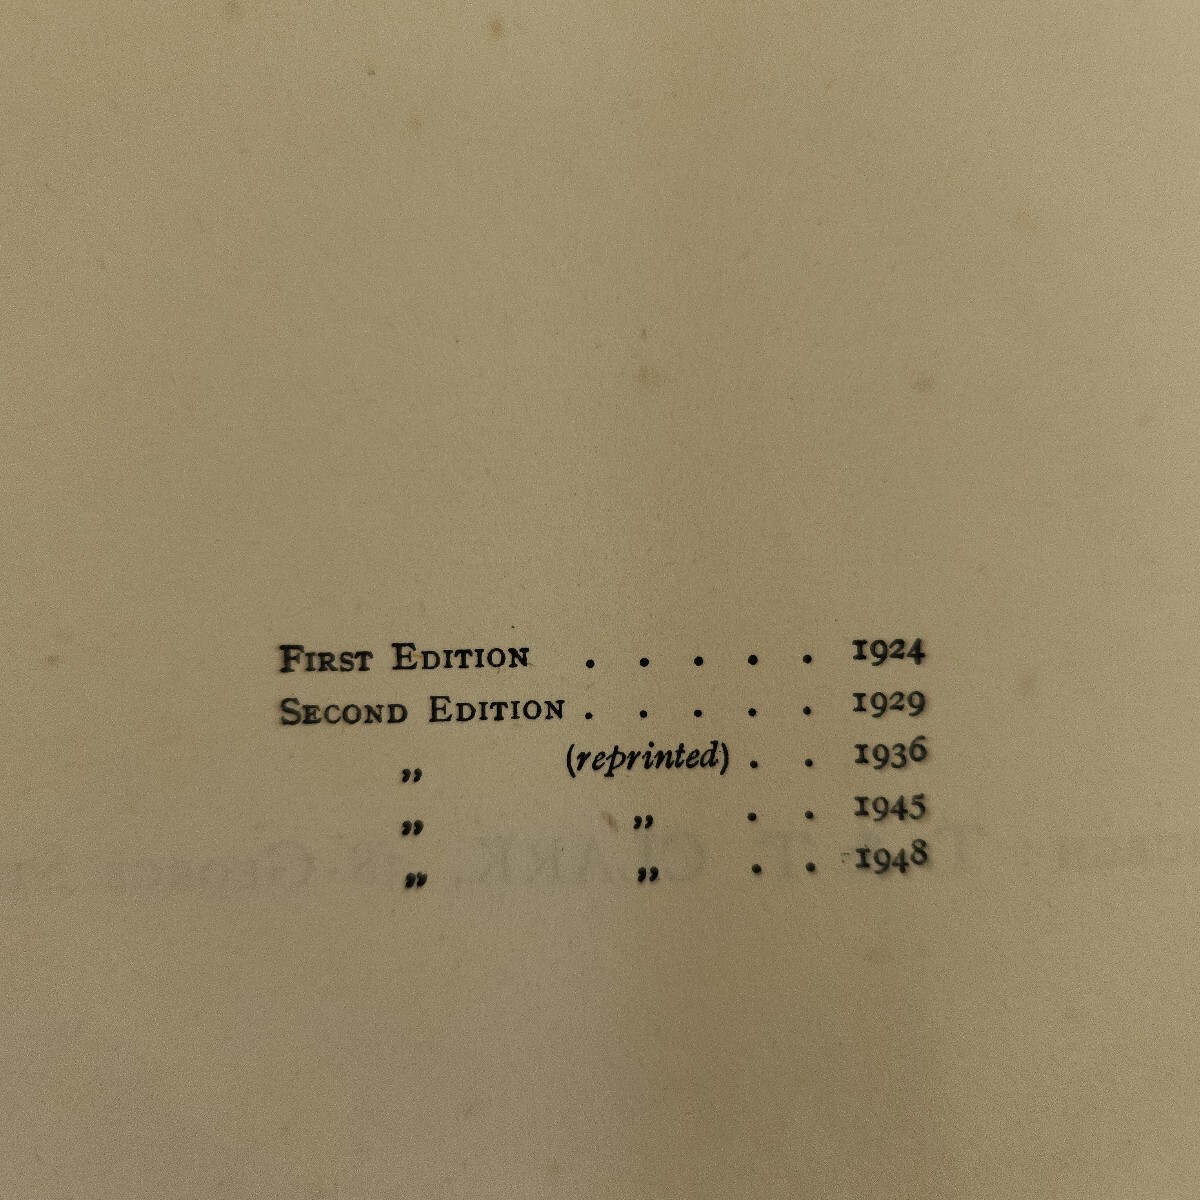 FIRST EDITION . . . . . 1924
SECOND EDITION . . . . . 1929
„ (reprinted) . . 1936
„ „ . . 1945
„ „ . . 1948